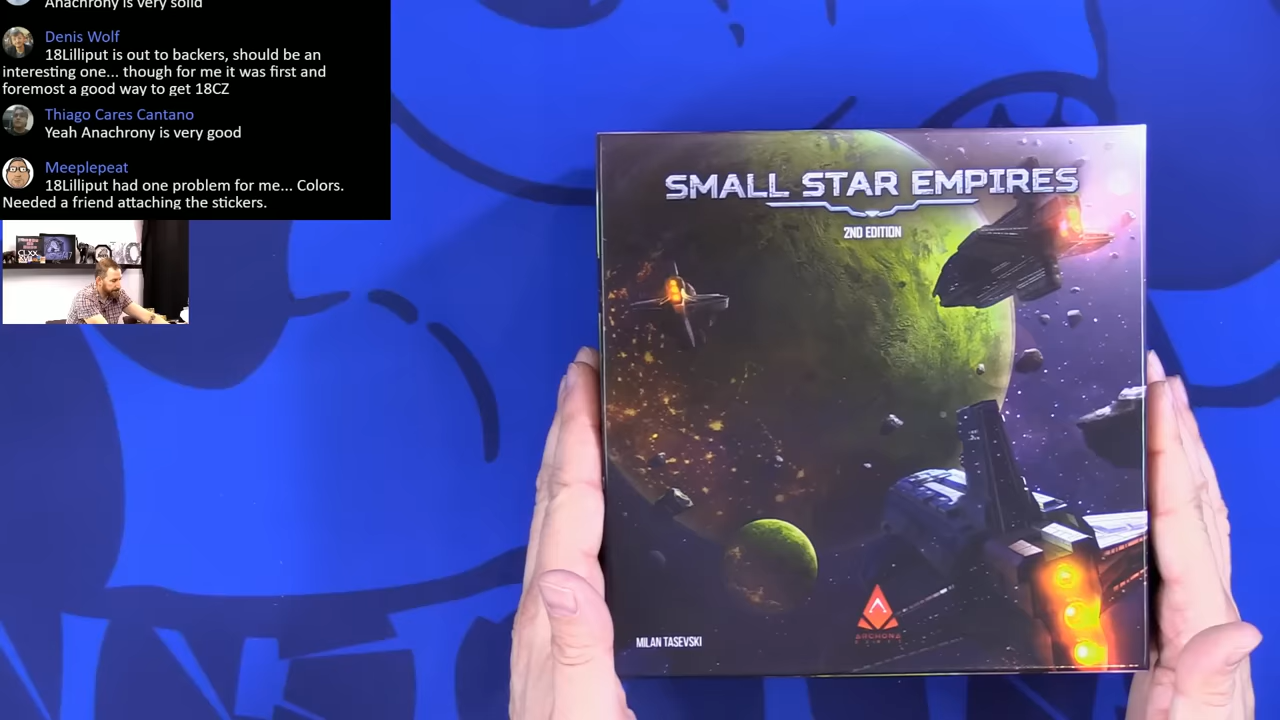 Anachrony is very solid
Denis Wolf
18Lilliput is out to backers, should be an
interesting one... though for me it was first and
foremost a good way to get 18CZ
Thiago Cares Cantano
Yeah Anachrony is very good
Meeplepeat
18Lilliput had one problem for me... Colors.
Needed a friend attaching the stickers.
SMALL STAR EMPIRES
2ND EDITION
MILAN TASEVSKI
ARCHONA